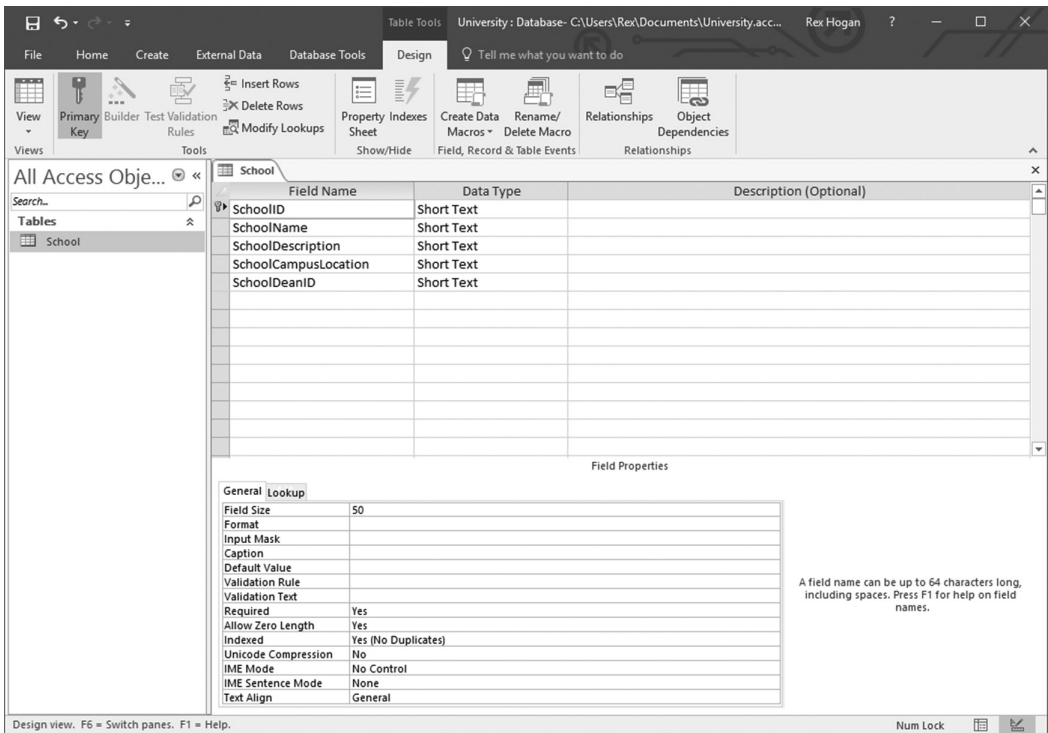 Table Tools University : Database- C:\Users\Rex\Documents\University.acc... Rex Hogan ?
File Home Create External Data Database Tools Design Tell me what you want to do
View
Views
Primary Key
Builder
Test Validation Rules
Insert Rows
Delete Rows
Modify Lookups
Tools
Property Sheet
Indexes
Show/Hide
Create Data Macros
Rename/ Delete Macro
Field, Record & Table Events
Relationships
Object Dependencies
Relationships
All Access Obje...
Search...
Tables
School
School
Field Name Data Type Description (Optional)
SchoolID Short Text
SchoolName Short Text
SchoolDescription Short Text
SchoolCampusLocation Short Text
SchoolDeanID Short Text
Field Properties
General Lookup
Field Size 50
Format
Input Mask
Caption
Default Value
Validation Rule
Validation Text
Required Yes
Allow Zero Length Yes
Indexed Yes (No Duplicates)
Unicode Compression No
IME Mode No Control
IME Sentence Mode None
Text Align General
A field name can be up to 64 characters long,
including spaces. Press F1 for help on field
names.
Design view. F6 = Switch panes. F1 = Help. Num Lock